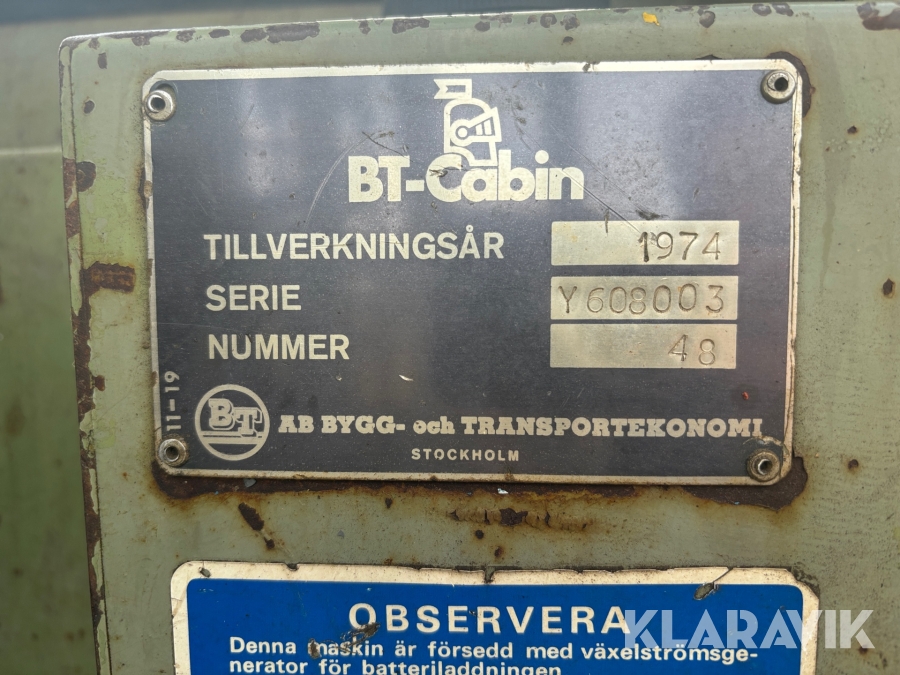 BT-Cabin
TILLVERKNINGSÅR 1974
SERIE Y608003
NUMMER 48
11-19
BT AB BYGG- och TRANSPORTEKONOMI
STOCKHOLM
OBSERVERA
KLARAVIK
Denna maskin är försedd med växelströmsge-
nerator för batteriladdningen